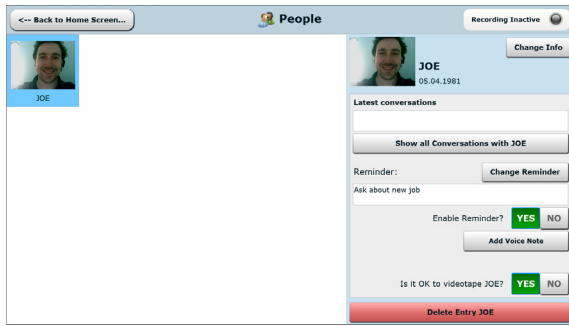 <-- Back to Home Screen...)
People
Recording Inactive
JOE
Change Info
JOE
05.04.1981
Latest conversations
Show all Conversations with JOE
Reminder:
Change Reminder
Ask about new job
Enable Reminder?
YES
NO
Add Voice Note
Is it OK to videotape JOE?
YES
NO
Delete Entry JOE